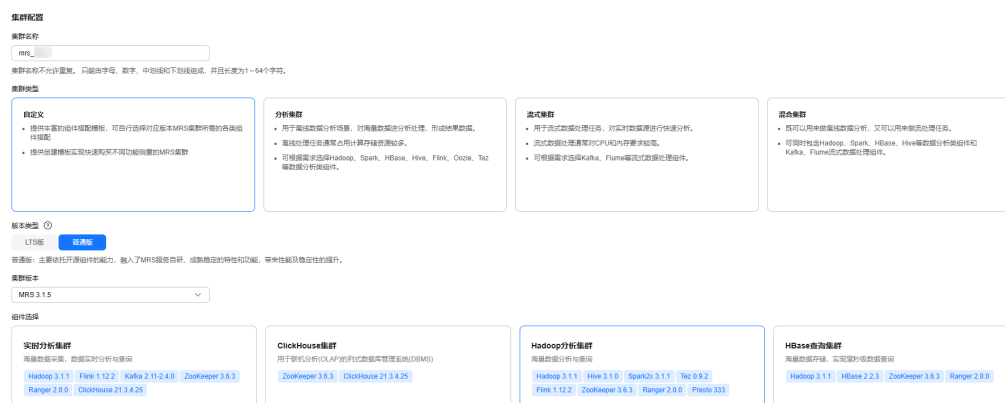 集群配置
集群名称
mrs_
集群名称不允许重复。 只能由字母、数字、中划线和下划线组成，并且长度为1~64个字符。
集群类型
自定义
• 提供丰富的组件搭配模板，可自行选择对应版本MRS集群所需的各类组
件搭配
• 提供创建模板实现快速购买不同功能侧重的MRS集群
分析集群
• 用于离线数据分析场景，对海量数据进分析处理，形成结果数据。
• 离线处理任务通常占用计算存储资源较多。
• 可根据需求选择Hadoop、Spark、HBase、Hive、Flink、Oozie、Tez
等数据分析类组件。
流式集群
• 用于流式数据处理任务，对实时数据源进行快速分析。
• 流式数据处理通常对CPU和内存要求较高。
• 可根据需求选择Kafka、Flume等流式数据处理组件。
混合集群
• 既可以用来做离线数据分析，又可以用来做流处理任务。
• 可同时包含Hadoop、Spark、HBase、Hive等数据分析类组件和
Kafka、Flume流式数据处理组件。
版本类型 ?
LTS版 普通版
普通版：主要依托开源组件的能力，融入了MRS服务自研、成熟稳定的特性和功能，带来性能及稳定性的提升。
集群版本
MRS 3.1.5
组件选择
实时分析集群
海量数据采集、数据实时分析与查询
Hadoop 3.1.1 Flink 1.12.2 Kafka 2.11-2.4.0 ZooKeeper 3.6.3
Ranger 2.0.0 ClickHouse 21.3.4.25
ClickHouse集群
用于联机分析(OLAP)的列式数据库管理系统(DBMS)
ZooKeeper 3.6.3 ClickHouse 21.3.4.25
Hadoop分析集群
海量数据分析与查询
Hadoop 3.1.1 Hive 3.1.0 Spark2x 3.1.1 Tez 0.9.2
Flink 1.12.2 ZooKeeper 3.6.3 Ranger 2.0.0 Presto 333
HBase查询集群
海量数据存储、实现毫秒级数据查询
Hadoop 3.1.1 HBase 2.2.3 ZooKeeper 3.6.3 Ranger 2.0.0